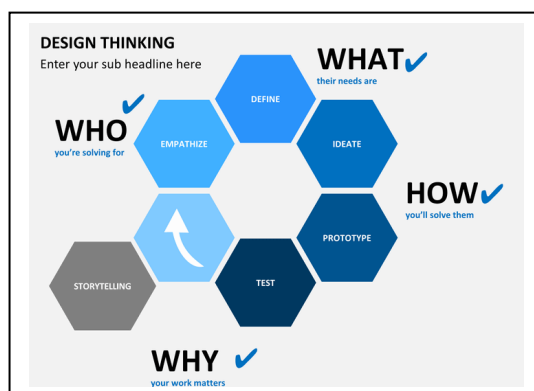 DESIGN THINKING
Enter your sub headline here
WHAT
their needs are
DEFINE
WHO
you're solving for
EMPATHIZE
IDEATE
HOW
you'll solve them
PROTOTYPE
STORYTELLING
TEST
WHY
your work matters